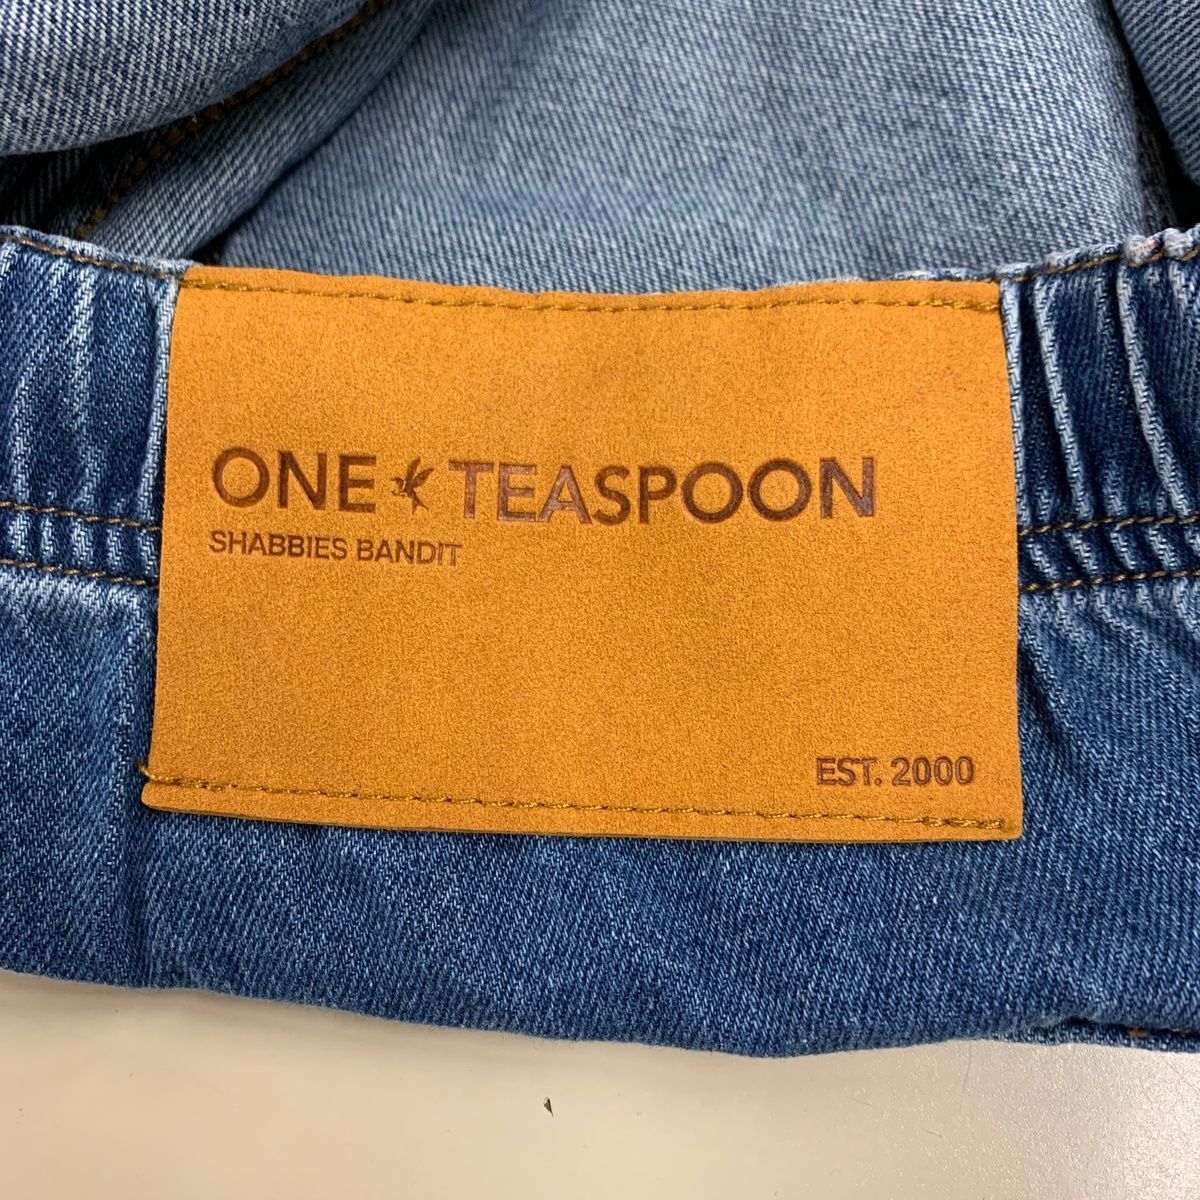 ONE TEASPOON
SHABBIES BANDIT
EST. 2000